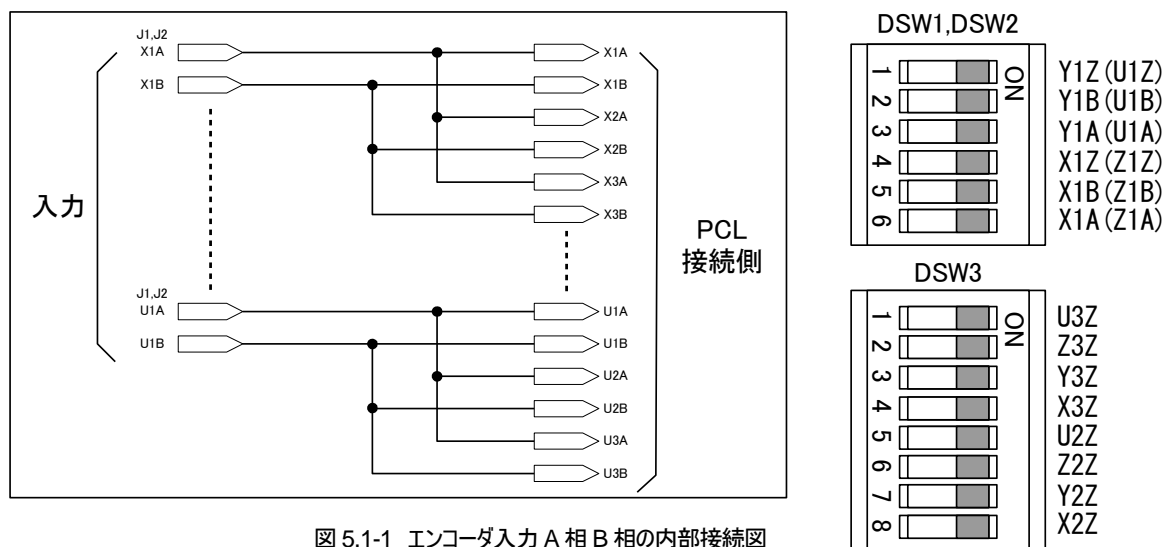 J1,J2
X1A
X1B
入力
J1,J2
U1A
U1B
X1A
X1B
X2A
X2B
X3A
X3B
PCL
接続側
U1A
U1B
U2A
U2B
U3A
U3B
図 5.1-1 エンコーダ入力 A 相 B 相の内部接続図
DSW1,DSW2
ON
1 Y1Z(U1Z)
2 Y1B(U1B)
3 Y1A(U1A)
4 X1Z(Z1Z)
5 X1B(Z1B)
6 X1A(Z1A)
DSW3
ON
1 U3Z
2 Z3Z
3 Y3Z
4 X3Z
5 U2Z
6 Z2Z
7 Y2Z
8 X2Z